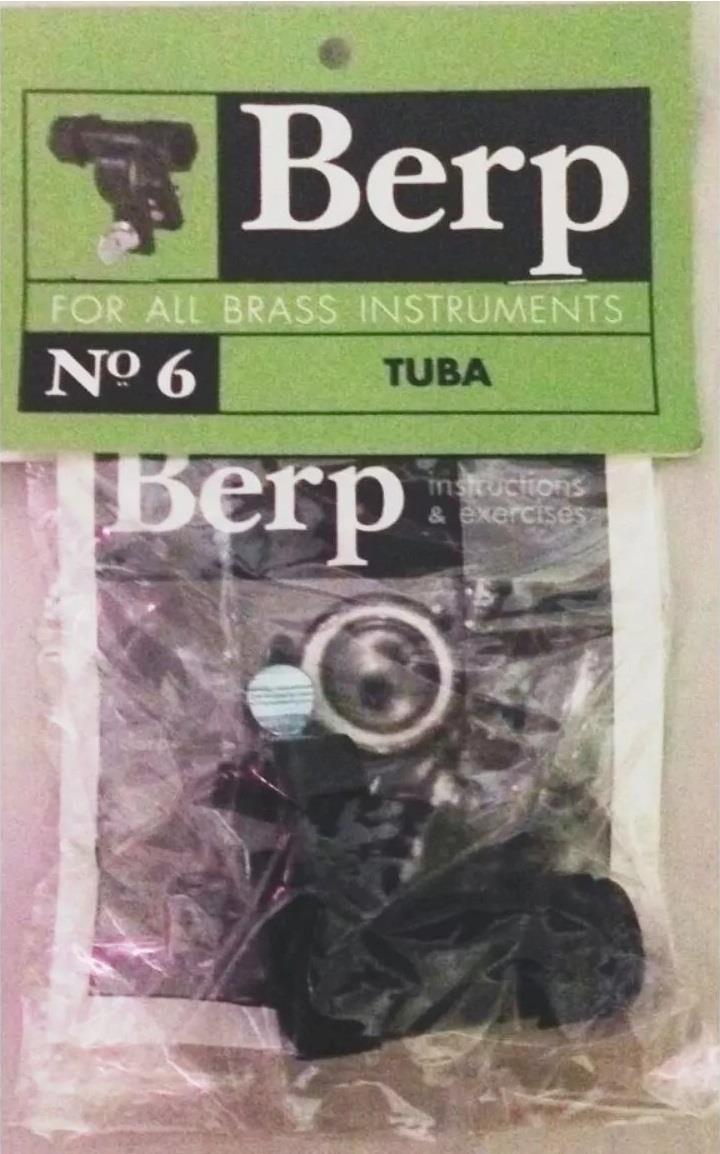 Berp
FOR ALL BRASS INSTRUMENTS
Nº 6
TUBA
Berp
instructions
& exercises